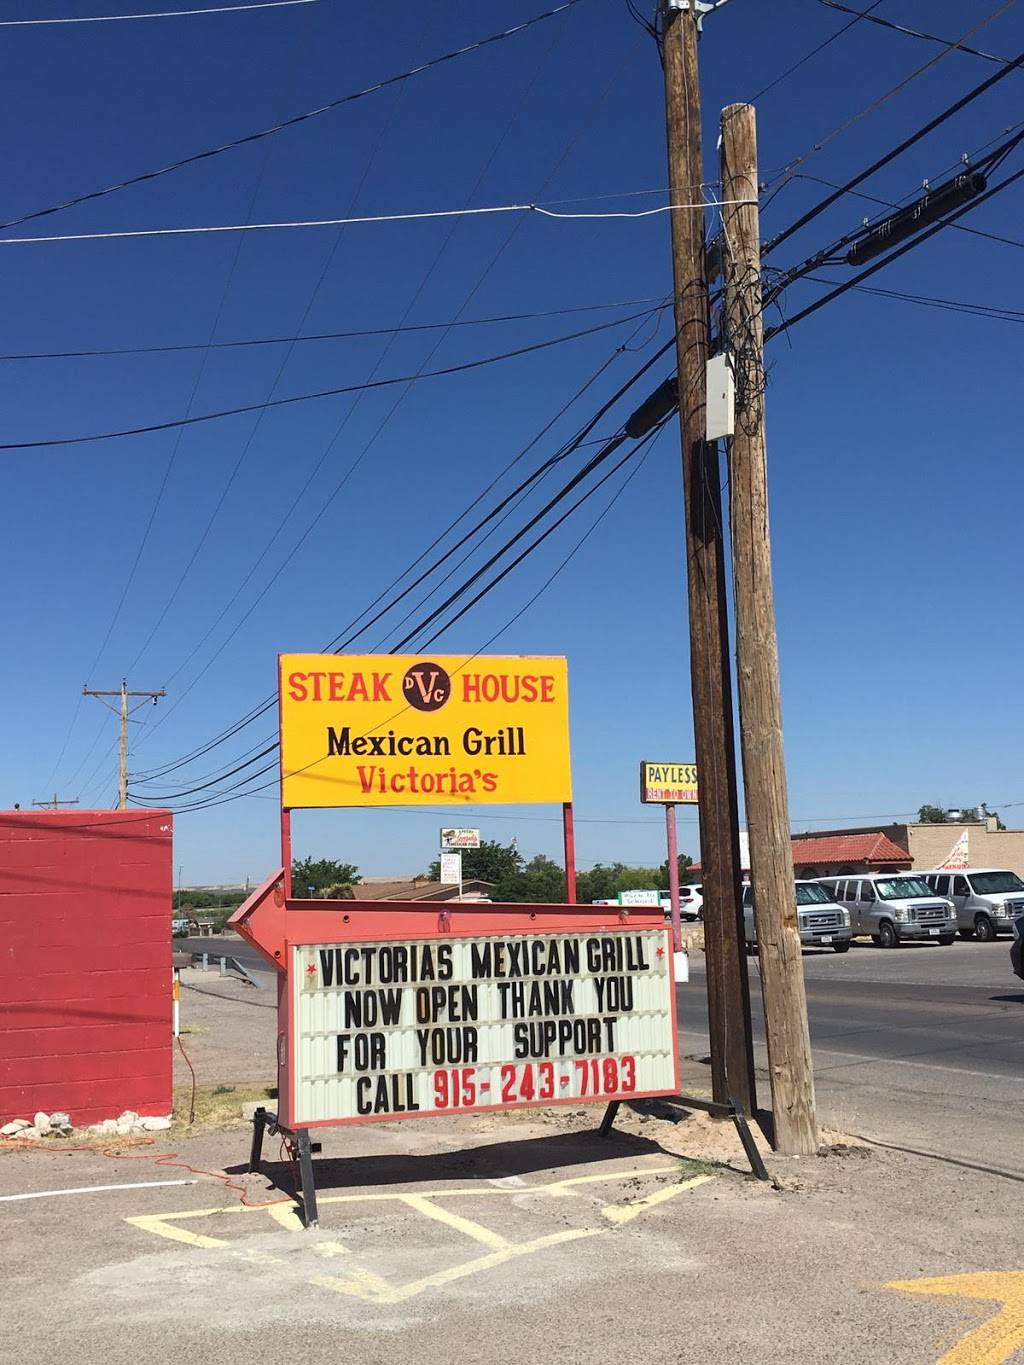 STEAK DVG HOUSE
Mexican Grill
Victoria's
PAYLESS
RENT TO OWN
VICTORIAS MEXICAN GRILL
NOW OPEN THANK YOU
FOR YOUR SUPPORT
CALL 915-243-7183